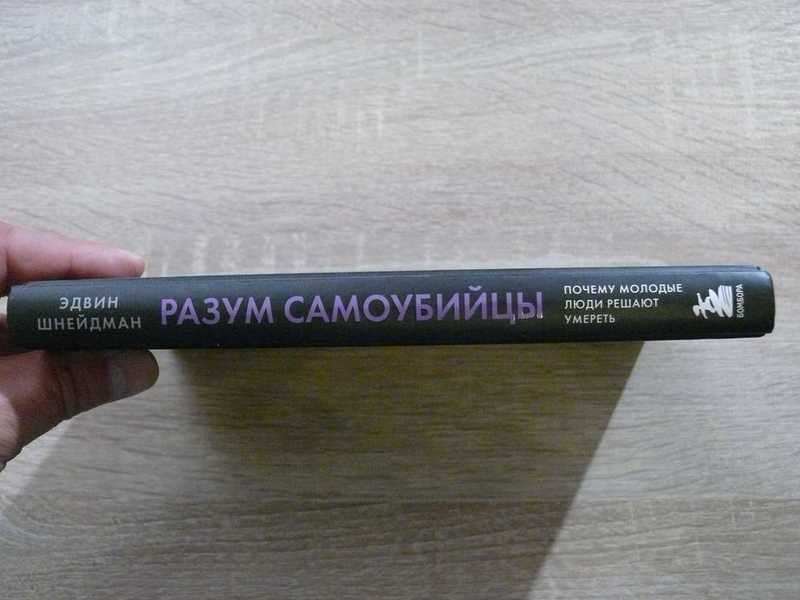 ЭДВИН
ШНЕЙДМАН
РАЗУМ САМОУБИЙЦЫ
ПОЧЕМУ МОЛОДЫЕ
ЛЮДИ РЕШАЮТ
УМЕРЕТЬ
БОМБОРА